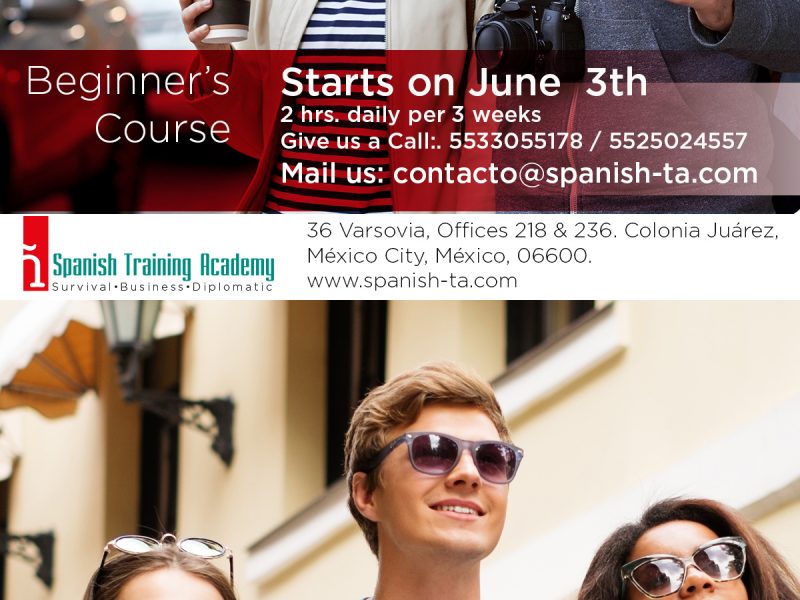 Beginner's
Course
Starts on June 3th
2 hrs. daily per 3 weeks
Give us a Call:. 5533055178 / 5525024557
Mail us: contacto@spanish-ta.com
ñ Spanish Training Academy
Survival•Business•Diplomatic
36 Varsovia, Offices 218 & 236. Colonia Juárez,
México City, México, 06600.
www.spanish-ta.com